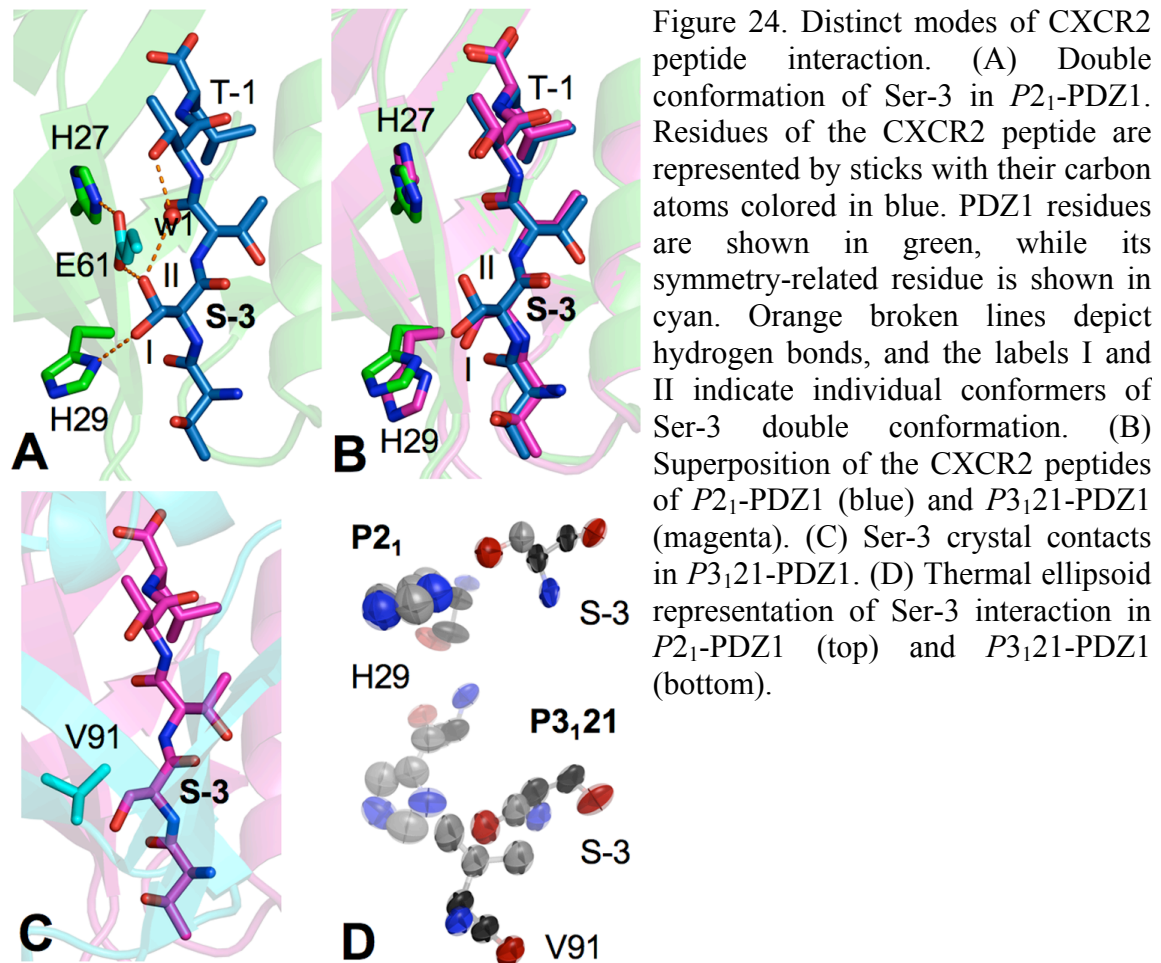 T-1
H27
w1
E61
II
S-3
I
H29
A
T-1
H27
II
S-3
I
H29
B
V91
S-3
C
P2₁
S-3
H29
P3₁21
S-3
V91
D
Figure 24. Distinct modes of CXCR2
peptide interaction. (A) Double
conformation of Ser-3 in P2₁-PDZ1.
Residues of the CXCR2 peptide are
represented by sticks with their carbon
atoms colored in blue. PDZ1 residues
are shown in green, while its
symmetry-related residue is shown in
cyan. Orange broken lines depict
hydrogen bonds, and the labels I and
II indicate individual conformers of
Ser-3 double conformation. (B)
Superposition of the CXCR2 peptides
of P2₁-PDZ1 (blue) and P3₁21-PDZ1
(magenta). (C) Ser-3 crystal contacts
in P3₁21-PDZ1. (D) Thermal ellipsoid
representation of Ser-3 interaction in
P2₁-PDZ1 (top) and P3₁21-PDZ1
(bottom).